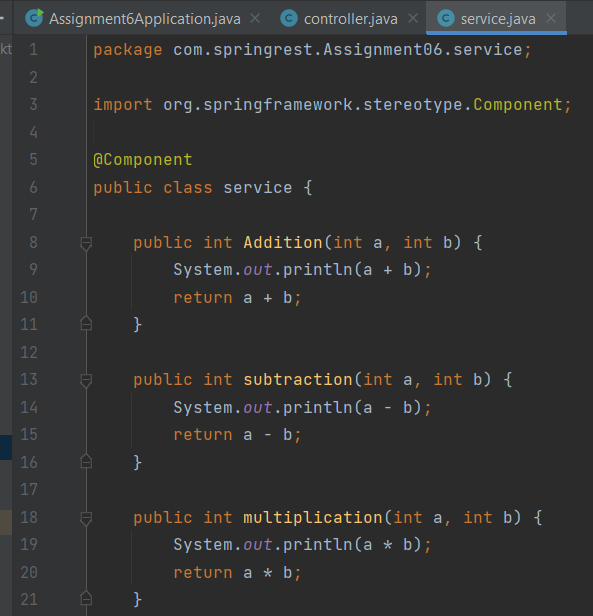 Assignment6Application.java controller.java service.java
kt
1 package com.springrest.Assignment06.service;
2
3 import org.springframework.stereotype.Component;
4
5 @Component
6 public class service {
7
8 public int Addition(int a, int b) {
9 System.out.println(a + b);
10 return a + b;
11 }
12
13 public int subtraction(int a, int b) {
14 System.out.println(a - b);
15 return a - b;
16 }
17
18 public int multiplication(int a, int b) {
19 System.out.println(a * b);
20 return a * b;
21 }